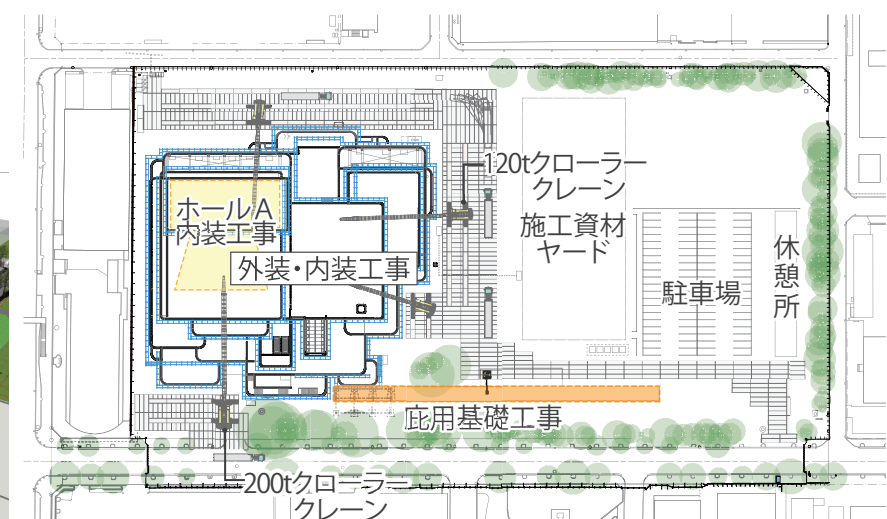 120tクローラー
クレーン
ホールA
内装工事
施工資材
ヤード
外装・内装工事
駐車場
休憩所
庇用基礎工事
200tクローラー
クレーン